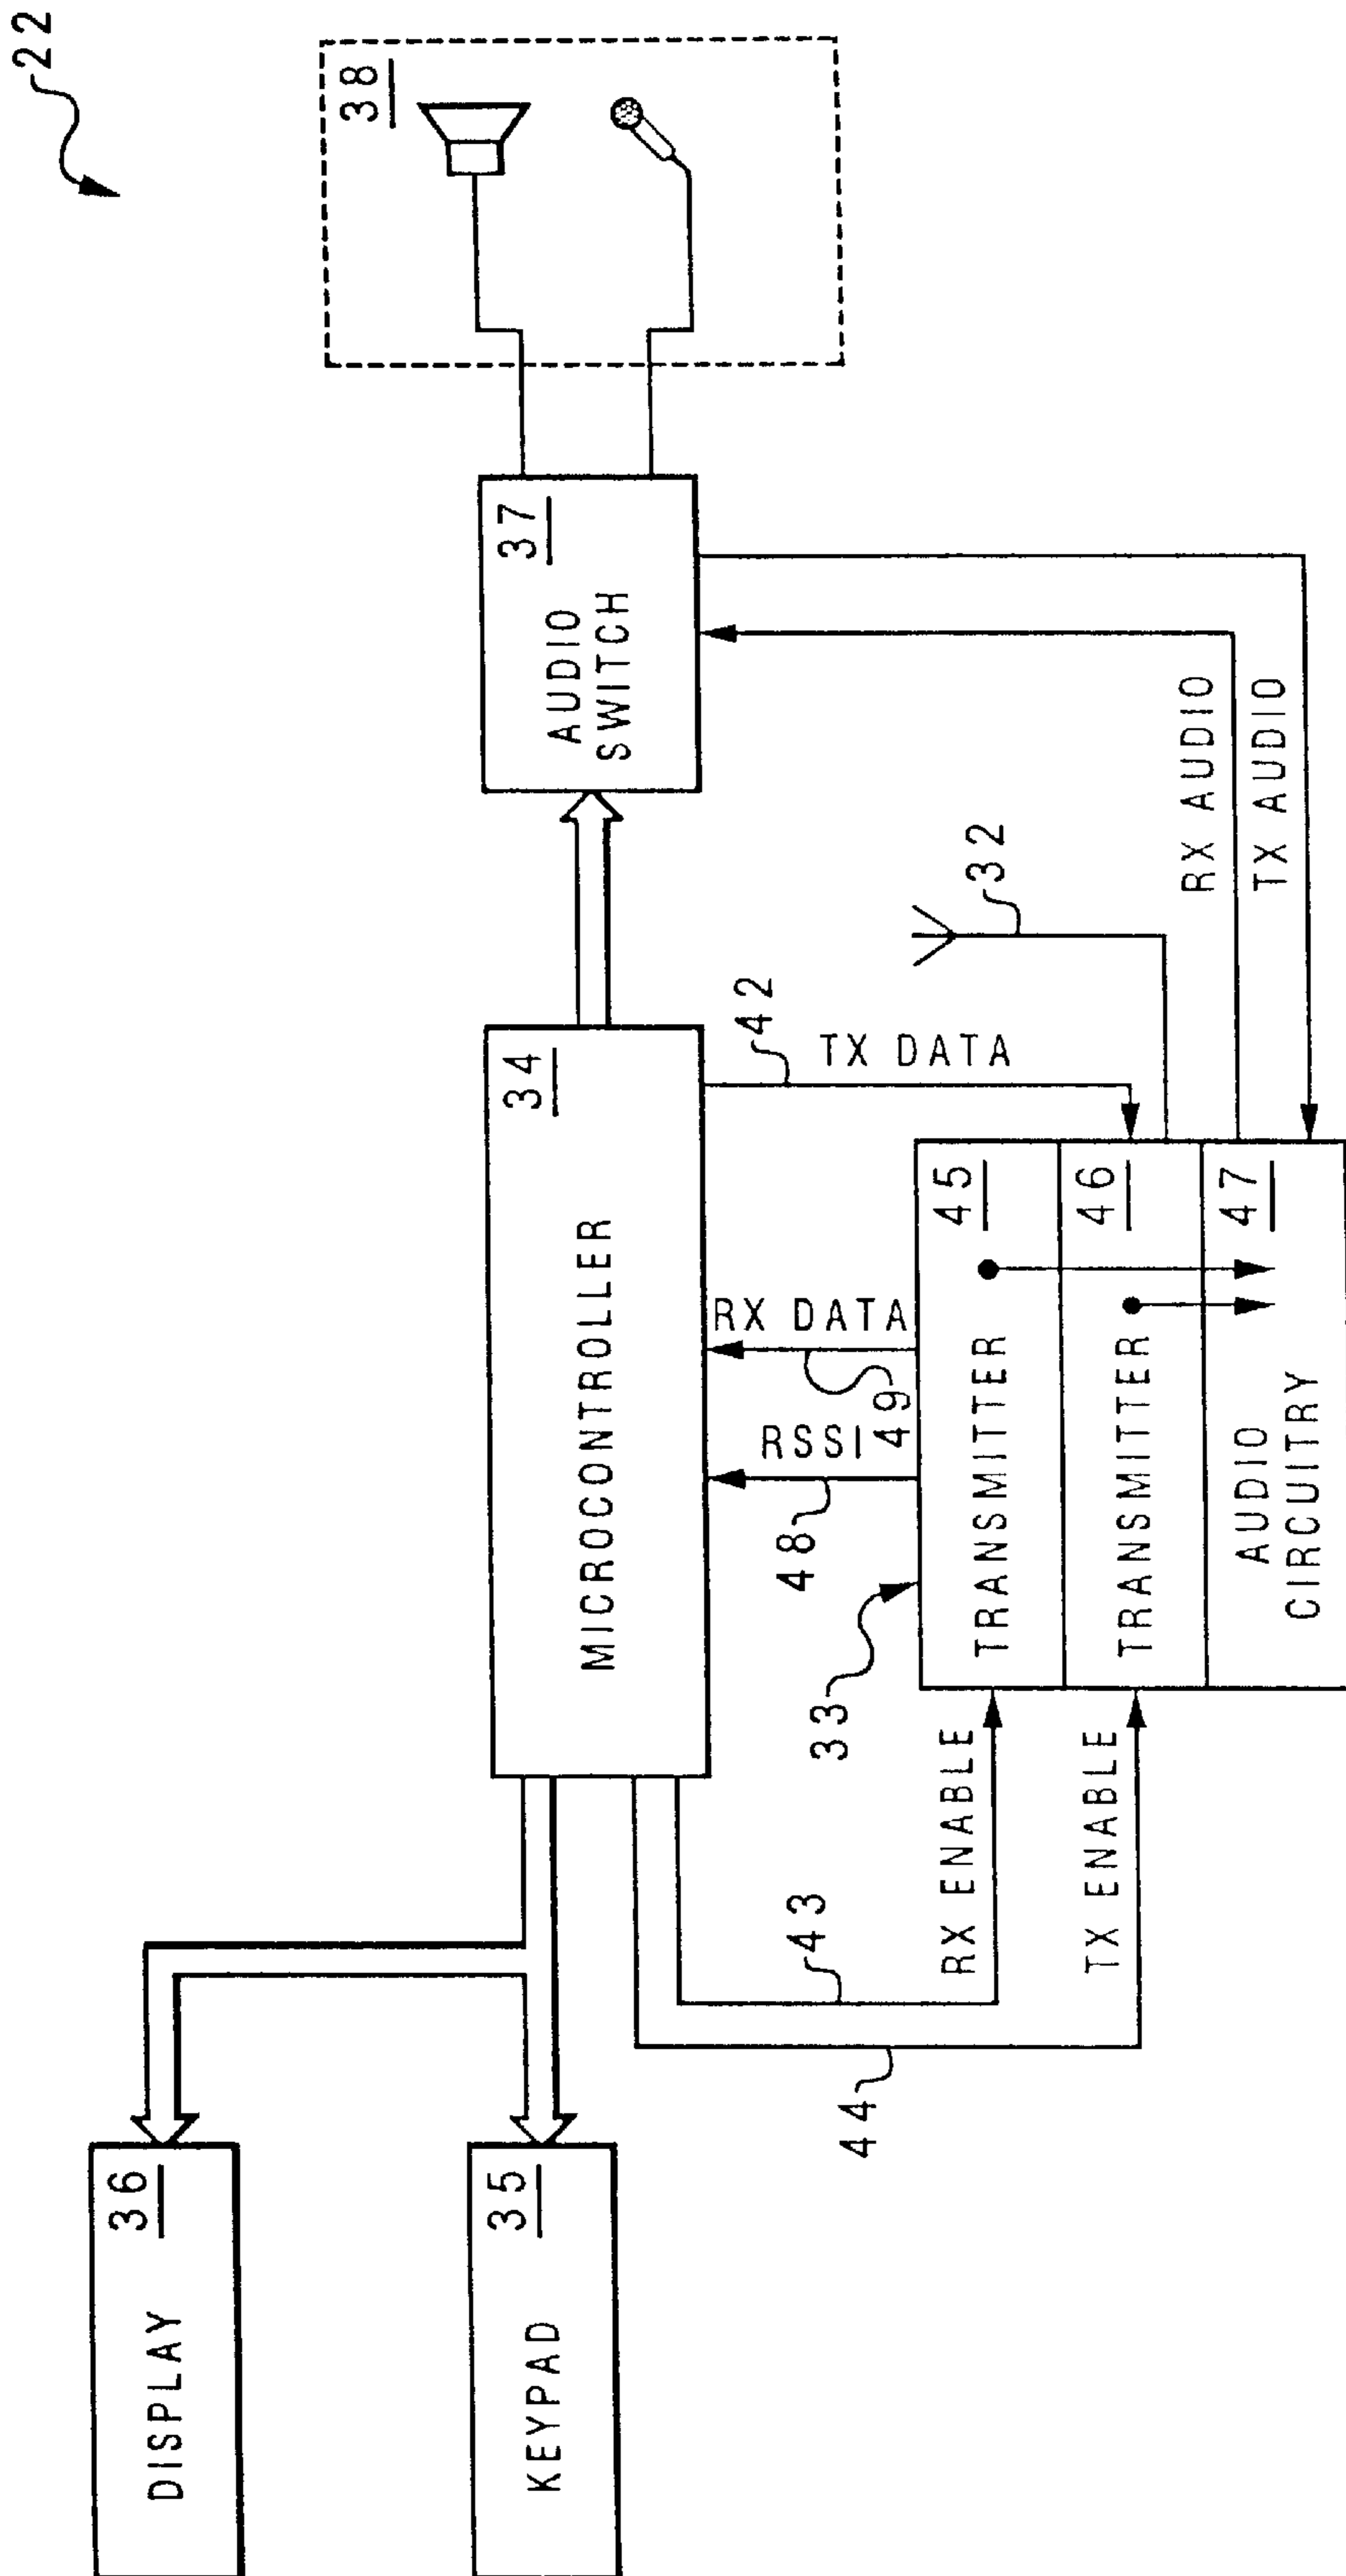 22
38
37
AUDIO
SWITCH
34
MICROCONTROLLER
36
DISPLAY
35
KEYPAD
42
TX DATA
32
RX AUDIO
TX AUDIO
RX DATA
49
RSSI
48
33
45
TRANSMITTER
46
TRANSMITTER
47
AUDIO
CIRCUITRY
43
44
RX ENABLE
TX ENABLE